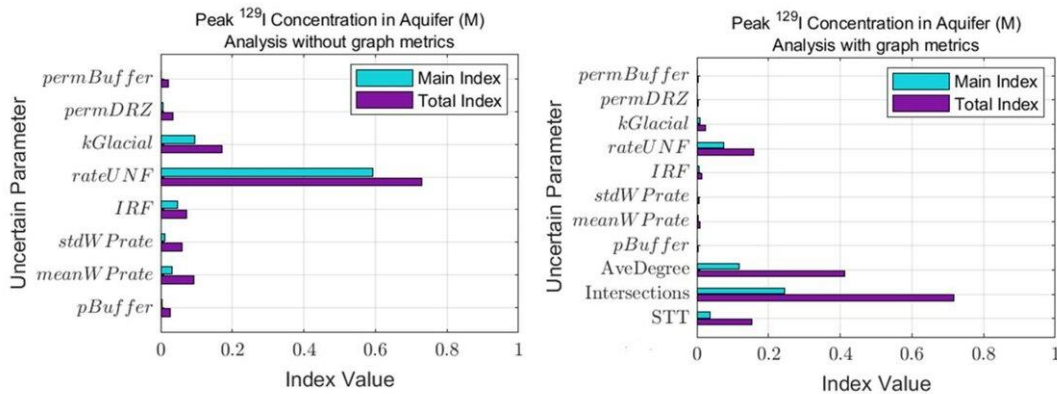 Peak ¹²⁹I Concentration in Aquifer (M)
Analysis without graph metrics
Main Index
Total Index
Uncertain Parameter
permBuffer
permDRZ
kGlacial
rateUNF
IRF
stdWPrate
meanWPrate
pBuffer
0 0.2 0.4 0.6 0.8 1
Index Value
Peak ¹²⁹I Concentration in Aquifer (M)
Analysis with graph metrics
Main Index
Total Index
Uncertain Parameter
permBuffer
permDRZ
kGlacial
rateUNF
IRF
stdWPrate
meanWPrate
pBuffer
AveDegree
Intersections
STT
0 0.2 0.4 0.6 0.8 1
Index Value